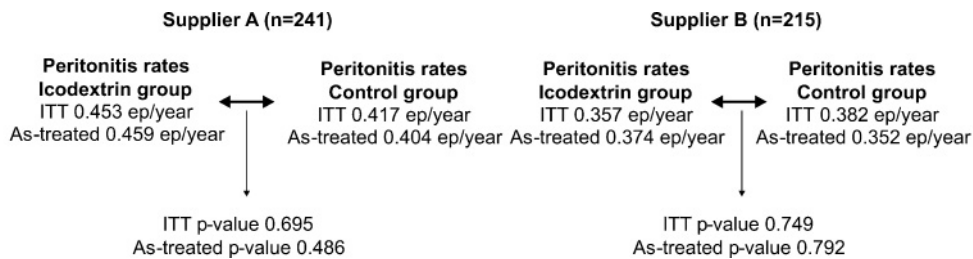 Supplier A (n=241)
Peritonitis rates
Icodextrin group
ITT 0.453 ep/year
As-treated 0.459 ep/year
Peritonitis rates
Control group
ITT 0.417 ep/year
As-treated 0.404 ep/year
ITT p-value 0.695
As-treated p-value 0.486
Supplier B (n=215)
Peritonitis rates
Icodextrin group
ITT 0.357 ep/year
As-treated 0.374 ep/year
Peritonitis rates
Control group
ITT 0.382 ep/year
As-treated 0.352 ep/year
ITT p-value 0.749
As-treated p-value 0.792